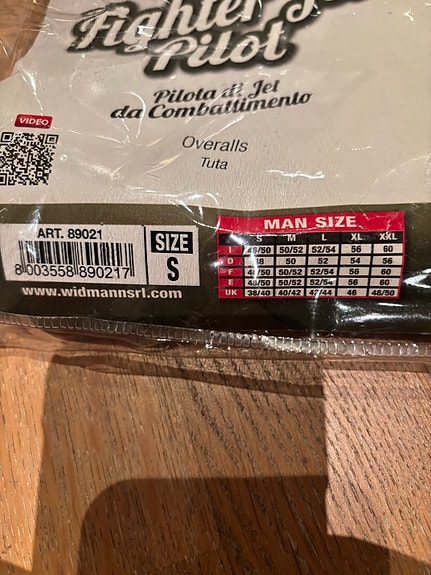 Fighter
Pilot
Pilota di Jet
da Combattimento
VIDEO
Overalls
Tuta
ART. 89021
8 003558 890217
SIZE
S
www.widmannsrl.com
MAN SIZE
S M L XL XXL
I 48/50 50/52 52/54 56 60
D 48 50 52 54 56
F 48/50 50/52 52/54 56 60
E 48/50 50/52 52/54 56 60
UK 38/40 40/42 42/44 46 48/50